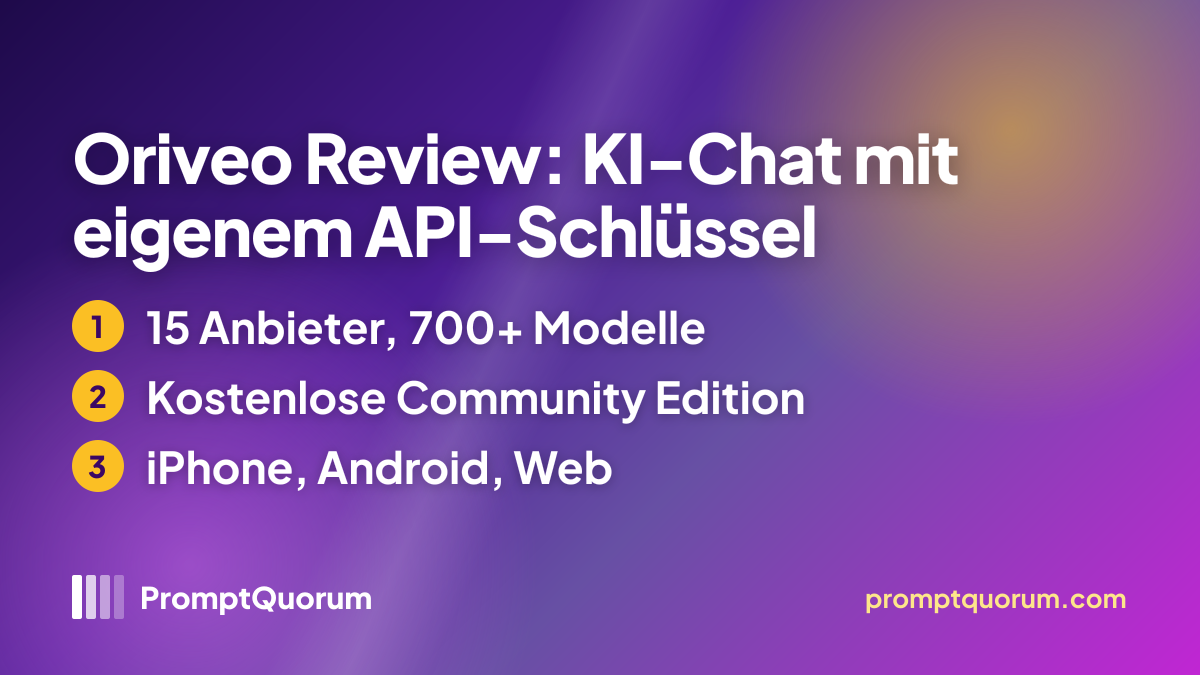 Oriveo Review: KI-Chat mit
eigenem API-Schlüssel
1 15 Anbieter, 700+ Modelle
2 Kostenlose Community Edition
3 iPhone, Android, Web
PromptQuorum
promptquorum.com